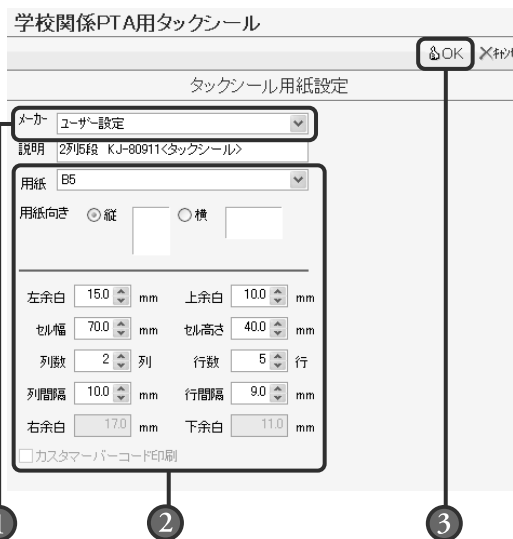 学校関係PTA用タックシール
OK ｷｬﾝｾ
タックシール用紙設定
ﾒｰｶｰ ユーザー設定
説明 2列5段 KJ-80911<タックシール>
用紙 B5
用紙向き 縦 横
左余白 15.0 mm 上余白 10.0 mm
セル幅 70.0 mm セル高さ 40.0 mm
列数 2 列 行数 5 行
列間隔 10.0 mm 行間隔 9.0 mm
右余白 17.0 mm 下余白 11.0 mm
カスタマーバーコード印刷
1 2 3